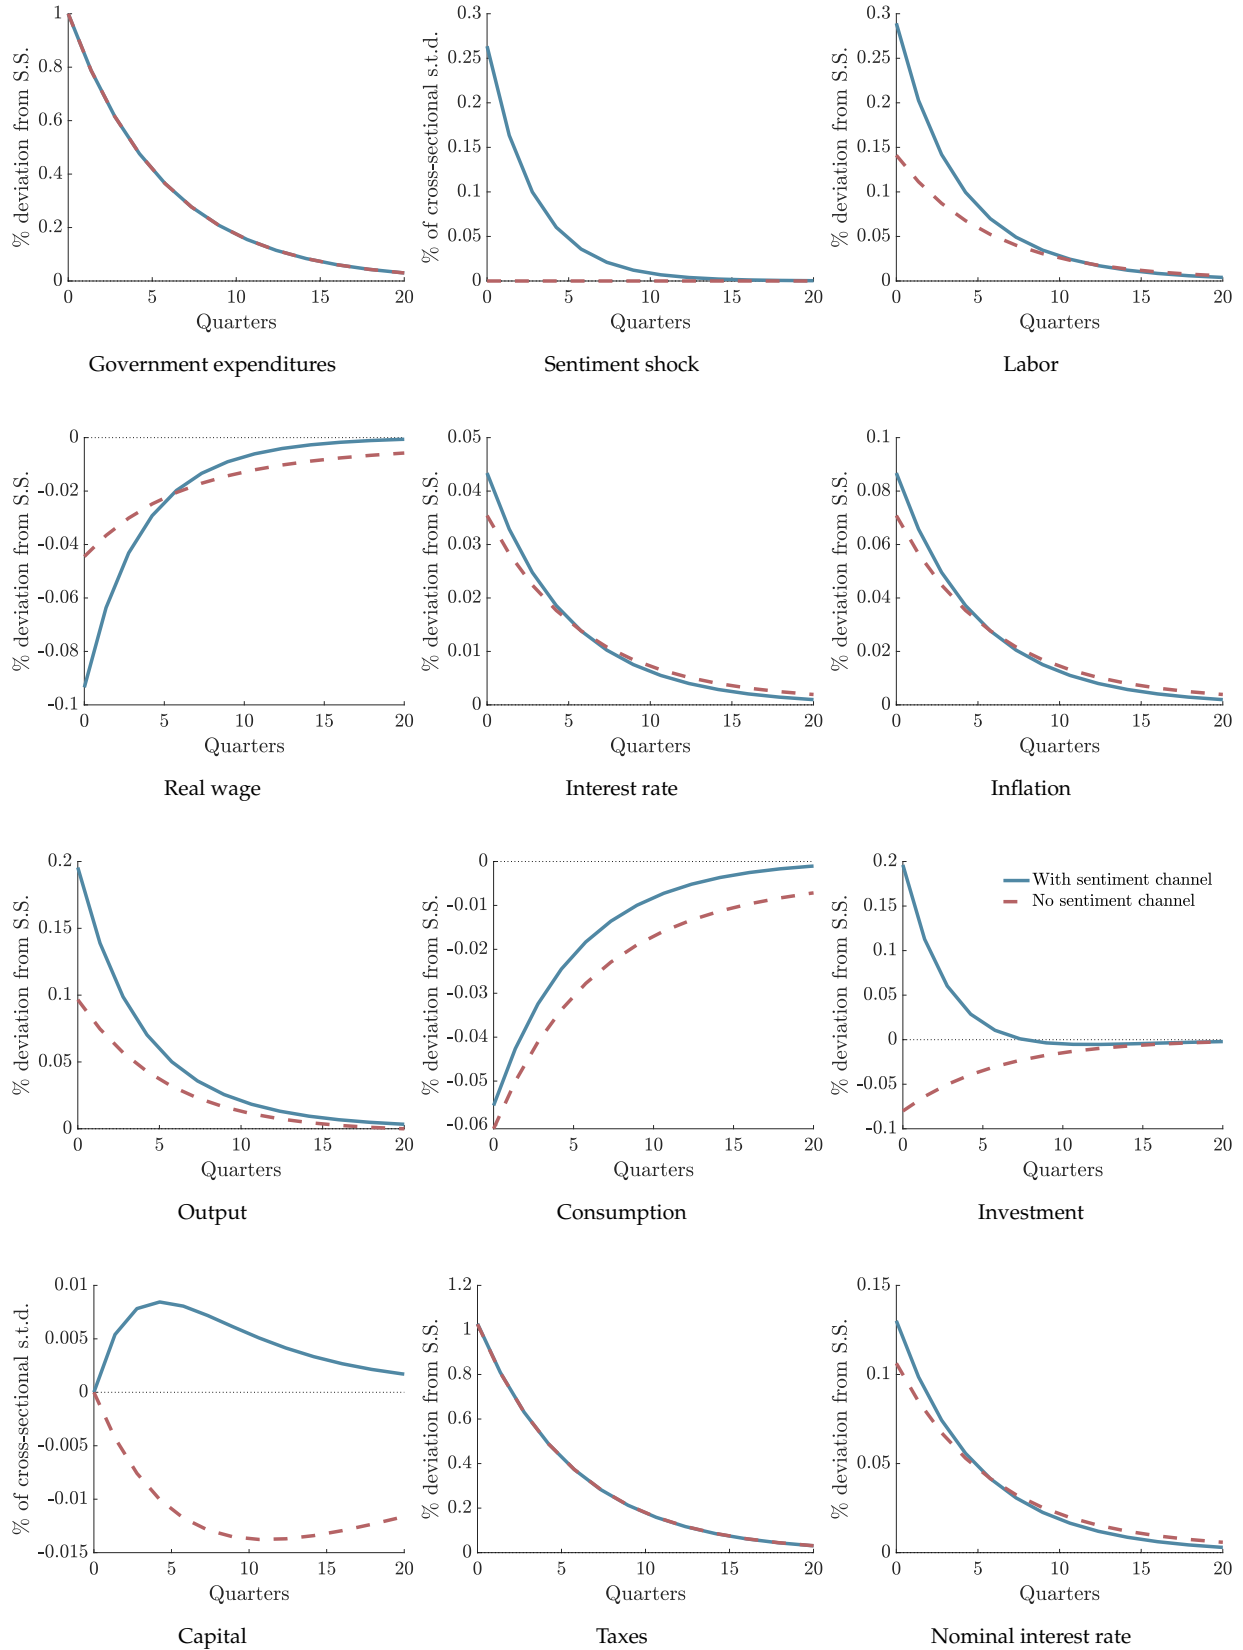 % deviation from S.S.
1
0.8
0.6
0.4
0.2
0
0 5 10 15 20
Quarters
Government expenditures
% of cross-sectional s.t.d.
0.3
0.25
0.2
0.15
0.1
0.05
0
0 5 10 15 20
Quarters
Sentiment shock
% deviation from S.S.
0.3
0.25
0.2
0.15
0.1
0.05
0
0 5 10 15 20
Quarters
Labor
% deviation from S.S.
0
-0.02
-0.04
-0.06
-0.08
-0.1
0 5 10 15 20
Quarters
Real wage
% deviation from S.S.
0.05
0.04
0.03
0.02
0.01
0
0 5 10 15 20
Quarters
Interest rate
% deviation from S.S.
0.1
0.08
0.06
0.04
0.02
0
0 5 10 15 20
Quarters
Inflation
% deviation from S.S.
0.2
0.15
0.1
0.05
0
0 5 10 15 20
Quarters
Output
% deviation from S.S.
0
-0.01
-0.02
-0.03
-0.04
-0.05
-0.06
0 5 10 15 20
Quarters
Consumption
% deviation from S.S.
0.2
0.15
0.1
0.05
0
-0.05
-0.1
With sentiment channel
No sentiment channel
0 5 10 15 20
Quarters
Investment
% of cross-sectional s.t.d.
0.01
0.005
0
-0.005
-0.01
-0.015
0 5 10 15 20
Quarters
Capital
% deviation from S.S.
1.2
1
0.8
0.6
0.4
0.2
0
0 5 10 15 20
Quarters
Taxes
% deviation from S.S.
0.15
0.1
0.05
0
0 5 10 15 20
Quarters
Nominal interest rate